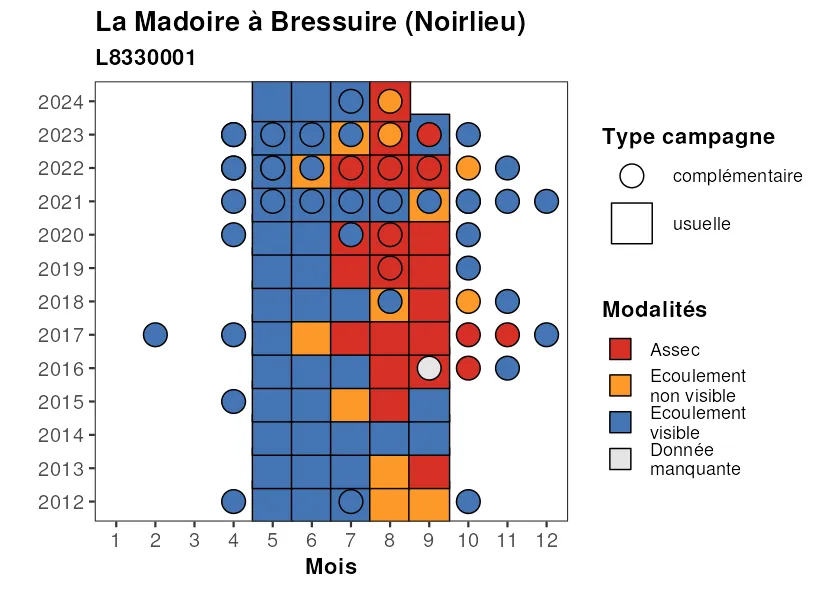 La Madoire à Bressuire (Noirlieu)
L8330001
2024
2023
2022
2021
2020
2019
2018
2017
2016
2015
2014
2013
2012
1 2 3 4 5 6 7 8 9 10 11 12
Mois
Type campagne
complémentaire
usuelle
Modalités
Assec
Ecoulement
non visible
Ecoulement
visible
Donnée
manquante